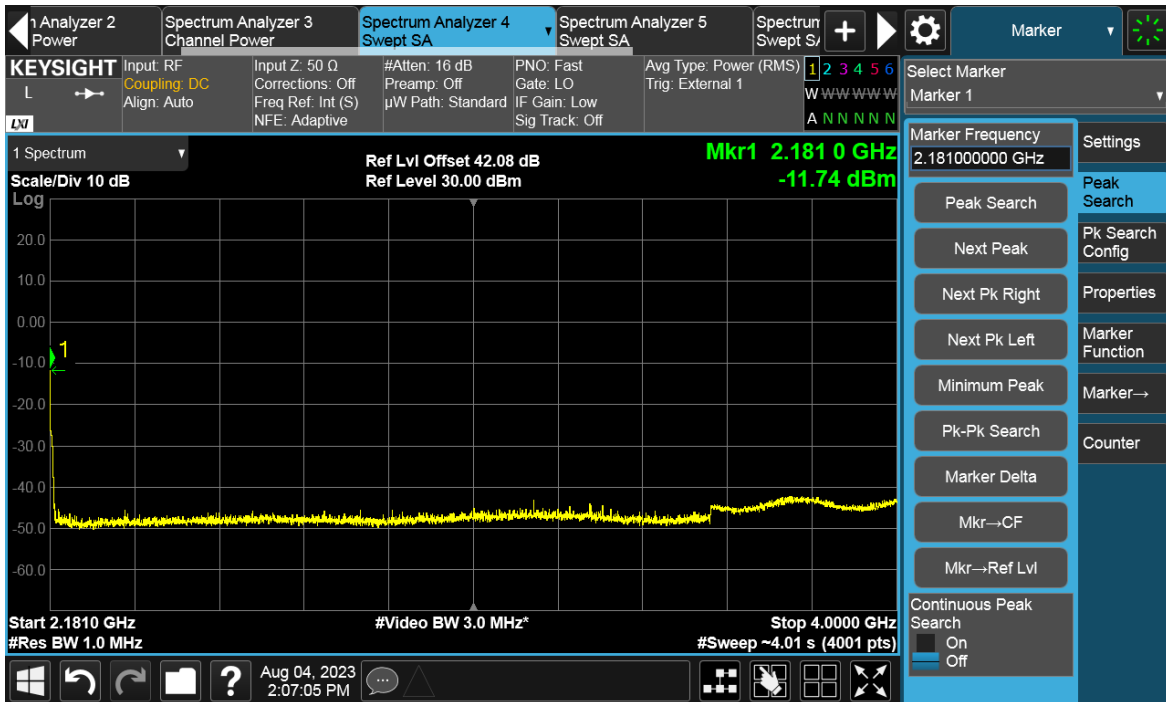 n Analyzer 2
Power
Spectrum Analyzer 3
Channel Power
Spectrum Analyzer 4
Swept SA
Spectrum Analyzer 5
Swept SA
Spectrum
Swept SA
+
Marker
KEYSIGHT
L
LXI
Input: RF
Coupling: DC
Align: Auto
Input Z: 50 Ω
Corrections: Off
Freq Ref: Int (S)
NFE: Adaptive
#Atten: 16 dB
Preamp: Off
µW Path: Standard
PNO: Fast
Gate: LO
IF Gain: Low
Sig Track: Off
Avg Type: Power (RMS)
Trig: External 1
1 2 3 4 5 6
W W W W W W
A N N N N N
Select Marker
Marker 1
1 Spectrum
Scale/Div 10 dB
Log
Ref Lvl Offset 42.08 dB
Ref Level 30.00 dBm
Mkr1 2.181 0 GHz
-11.74 dBm
20.0
10.0
0.00
-10.0
-20.0
-30.0
-40.0
-50.0
-60.0
1
Start 2.1810 GHz
#Res BW 1.0 MHz
#Video BW 3.0 MHz*
Stop 4.0000 GHz
#Sweep ~4.01 s (4001 pts)
Marker Frequency
2.181000000 GHz
Peak Search
Next Peak
Next Pk Right
Next Pk Left
Minimum Peak
Pk-Pk Search
Marker Delta
Mkr→CF
Mkr→Ref Lvl
Continuous Peak
Search
On
Off
Settings
Peak
Search
Pk Search
Config
Properties
Marker
Function
Marker→
Counter
?
Aug 04, 2023
2:07:05 PM